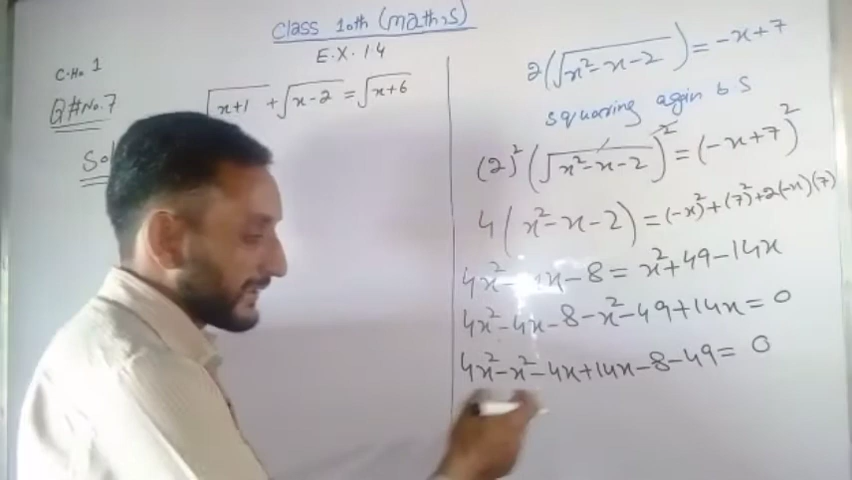 Class 10th (maths)
E.X. 1.4
C.No 1
Q#No.7
√x+1 + √x-2 = √x+6
Sol
2(√x²-x-2) = -x+7
squaring again b S
(2)² (√x²-x-2)² = (-x+7)²
4(x²-x-2) = (-x)²+(7)²+2(-x)(7)
4x² - 4x - 8 = x²+49-14x
4x²-4x-8-x²-49+14x=0
4x²-x²-4x+14x-8-49=0